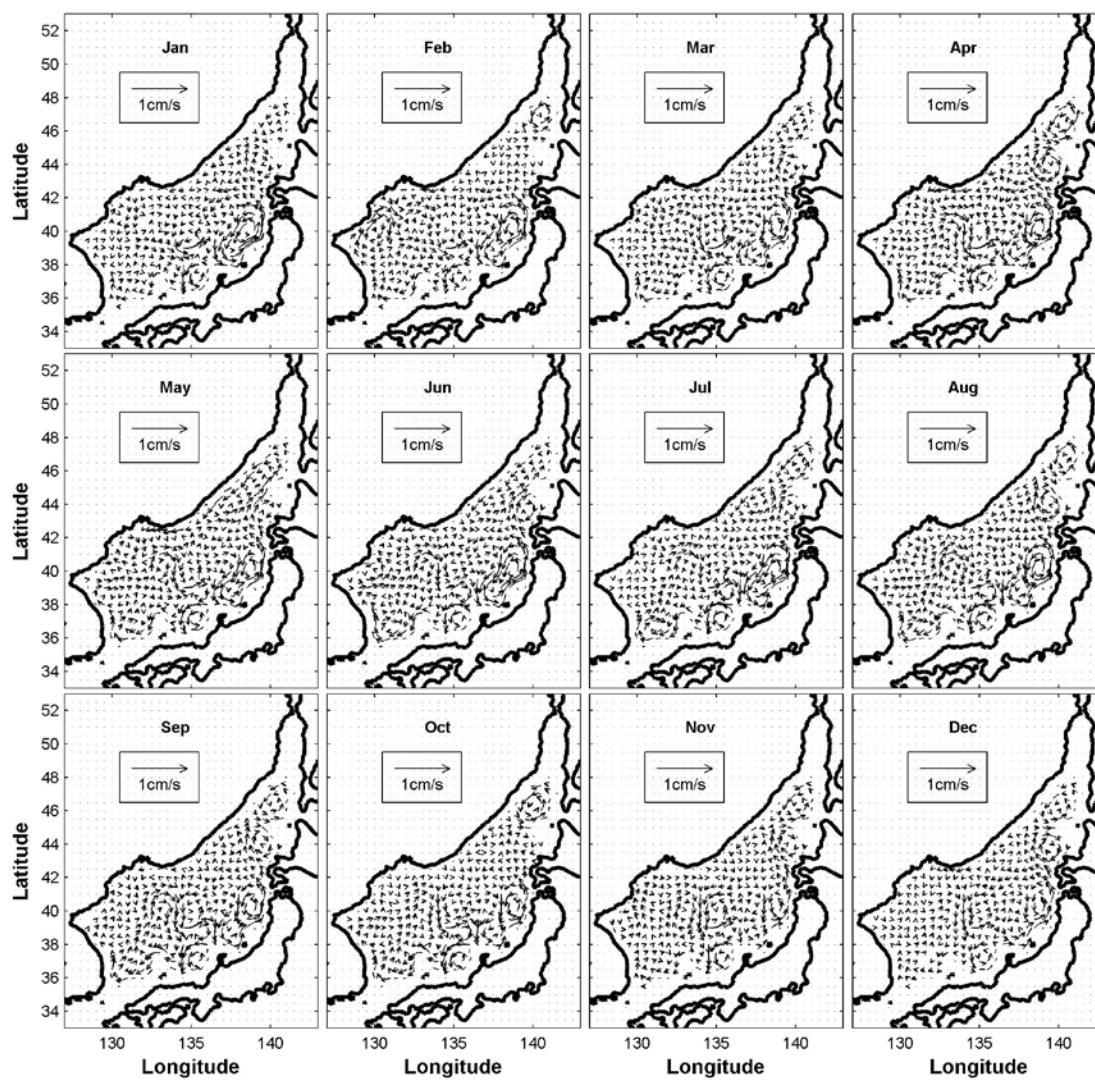 Jan Feb Mar Apr
1cm/s 1cm/s 1cm/s 1cm/s
Latitude
52
50
48
46
44
42
40
38
36
34
May Jun Jul Aug
1cm/s 1cm/s 1cm/s 1cm/s
Latitude
52
50
48
46
44
42
40
38
36
34
Sep Oct Nov Dec
1cm/s 1cm/s 1cm/s 1cm/s
Latitude
52
50
48
46
44
42
40
38
36
34
130 135 140 130 135 140 130 135 140 130 135 140
Longitude Longitude Longitude Longitude